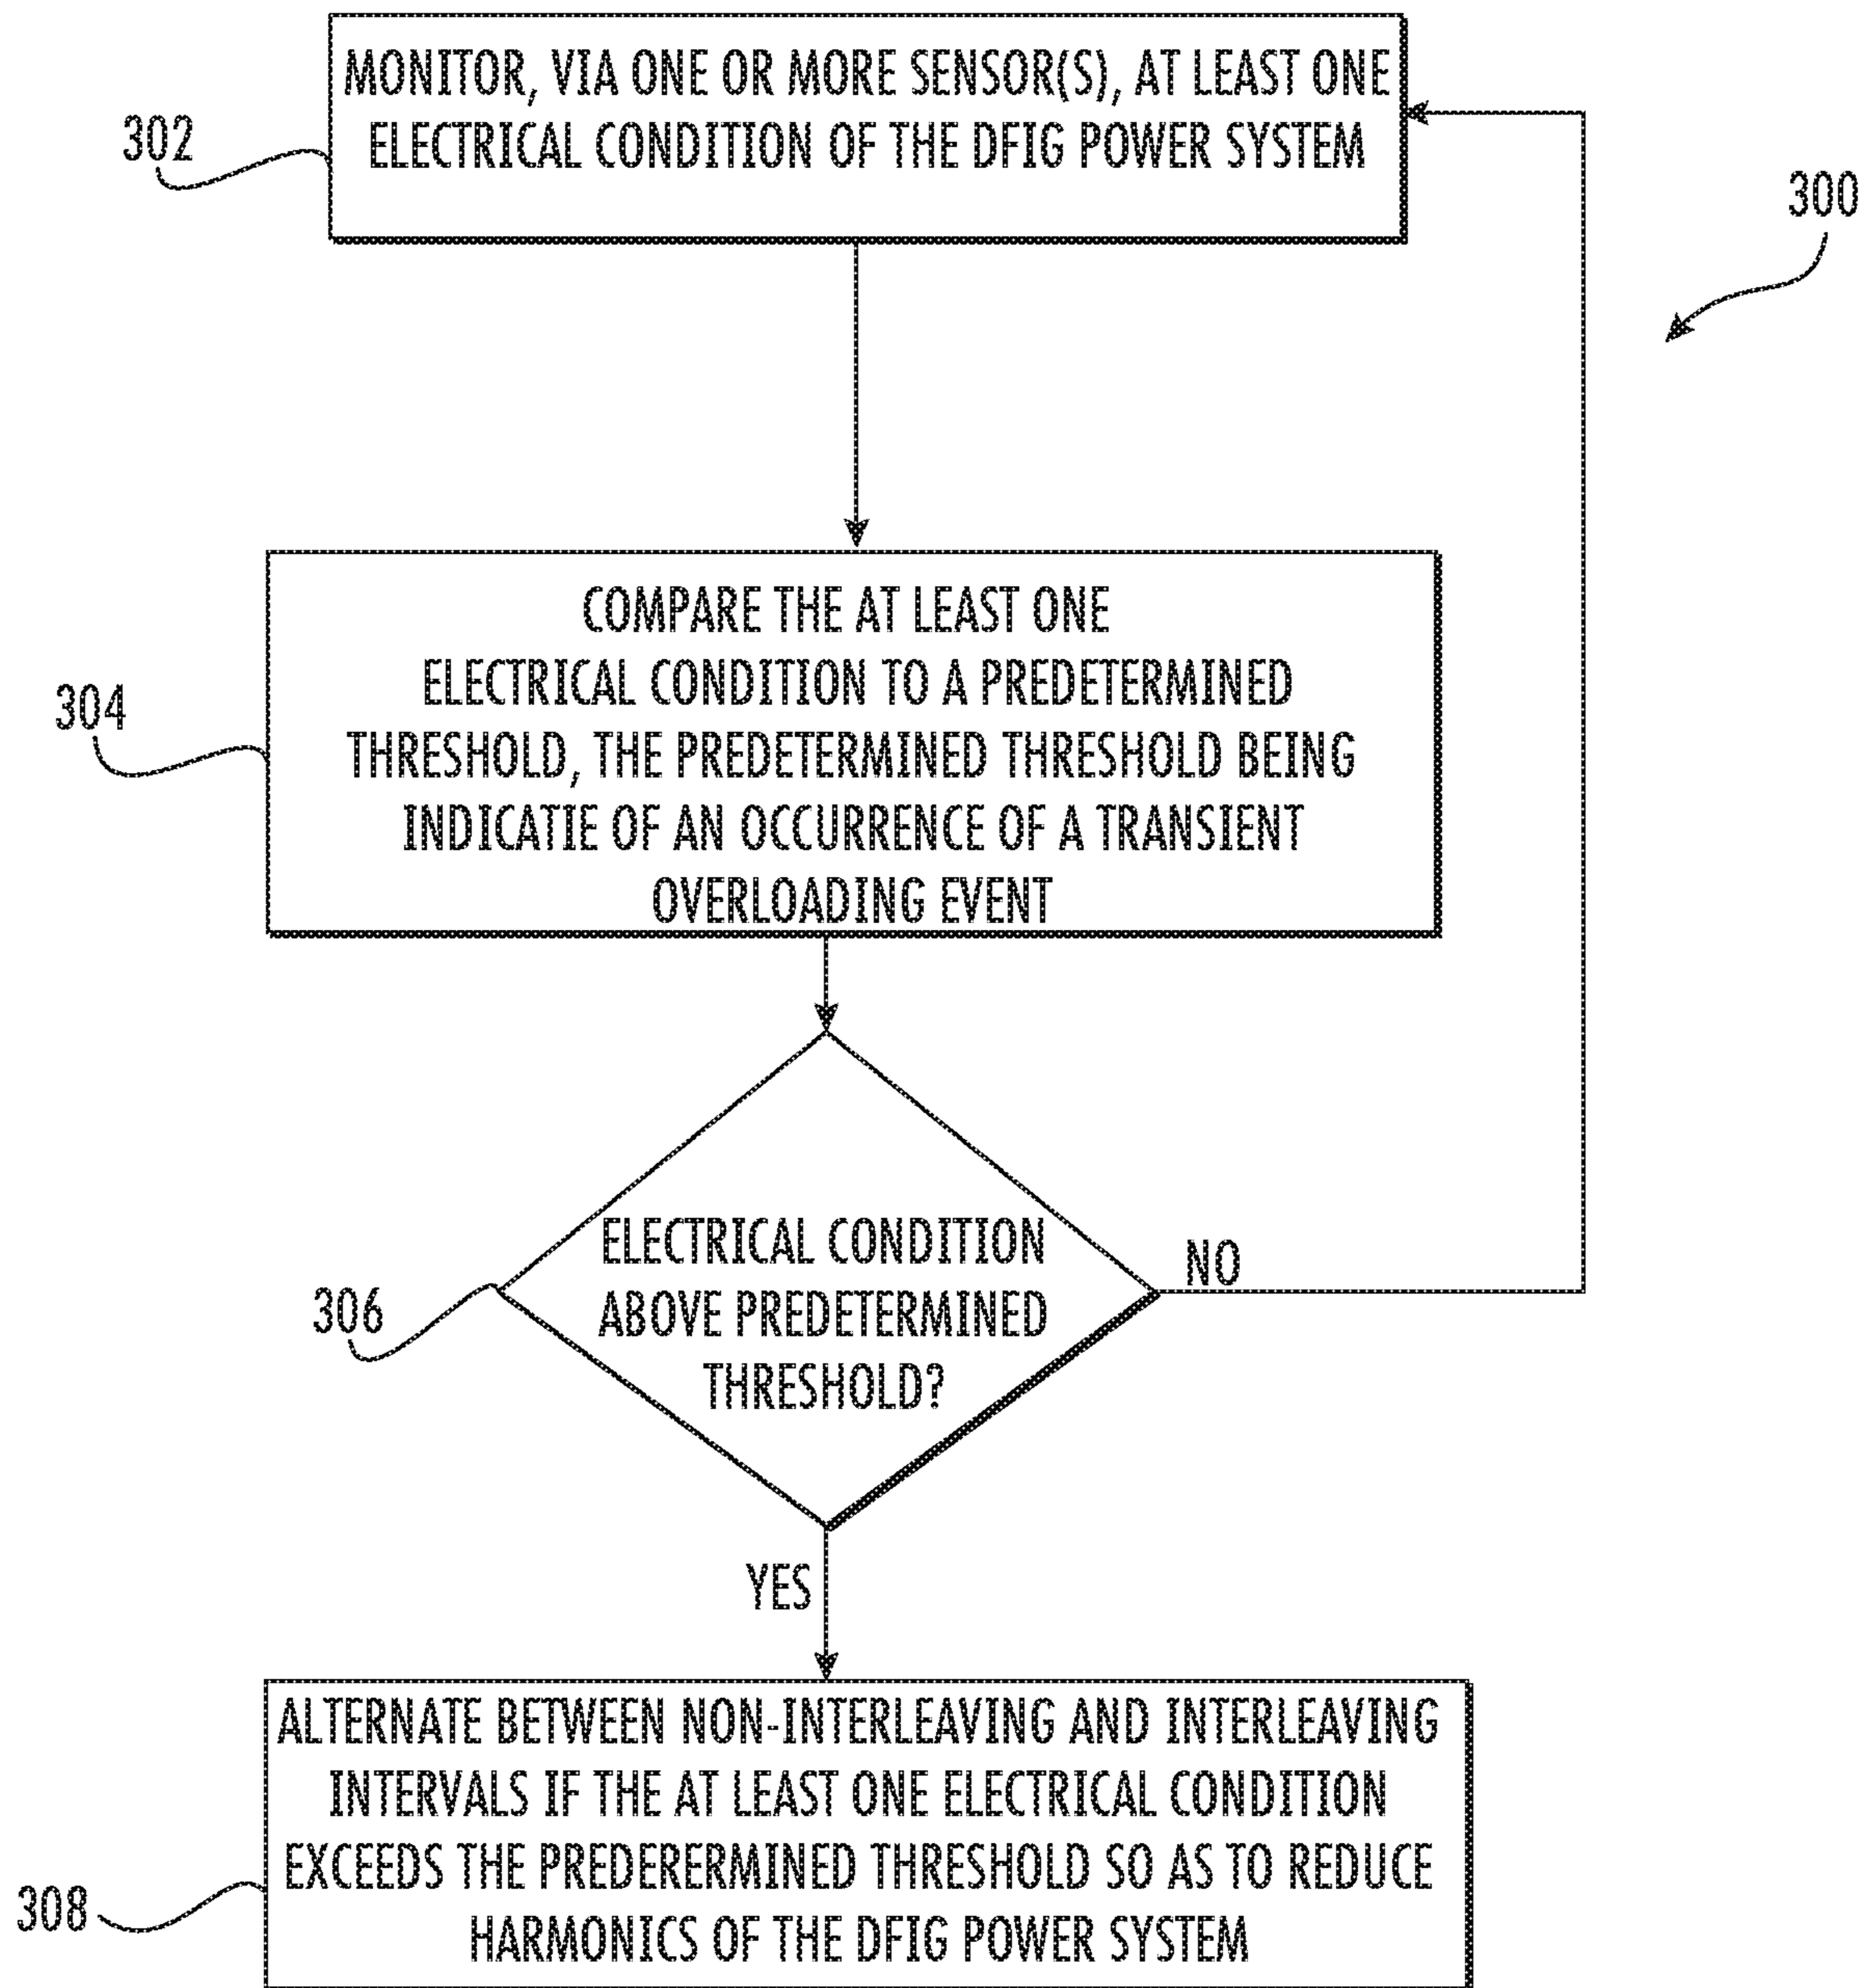 MONITOR, VIA ONE OR MORE SENSOR(S), AT LEAST ONE
ELECTRICAL CONDITION OF THE DFIG POWER SYSTEM
302
300
COMPARE THE AT LEAST ONE
ELECTRICAL CONDITION TO A PREDETERMINED
THRESHOLD, THE PREDETERMINED THRESHOLD BEING
INDICATIE OF AN OCCURRENCE OF A TRANSIENT
OVERLOADING EVENT
304
ELECTRICAL CONDITION
ABOVE PREDETERMINED
THRESHOLD?
306
NO
YES
ALTERNATE BETWEEN NON-INTERLEAVING AND INTERLEAVING
INTERVALS IF THE AT LEAST ONE ELECTRICAL CONDITION
EXCEEDS THE PREDERERMINED THRESHOLD SO AS TO REDUCE
HARMONICS OF THE DFIG POWER SYSTEM
308